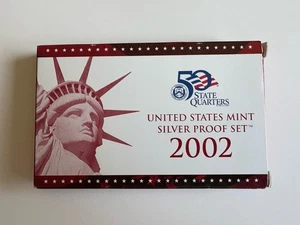 50
STATE
QUARTERS
UNITED STATES MINT
SILVER PROOF SET™
2002